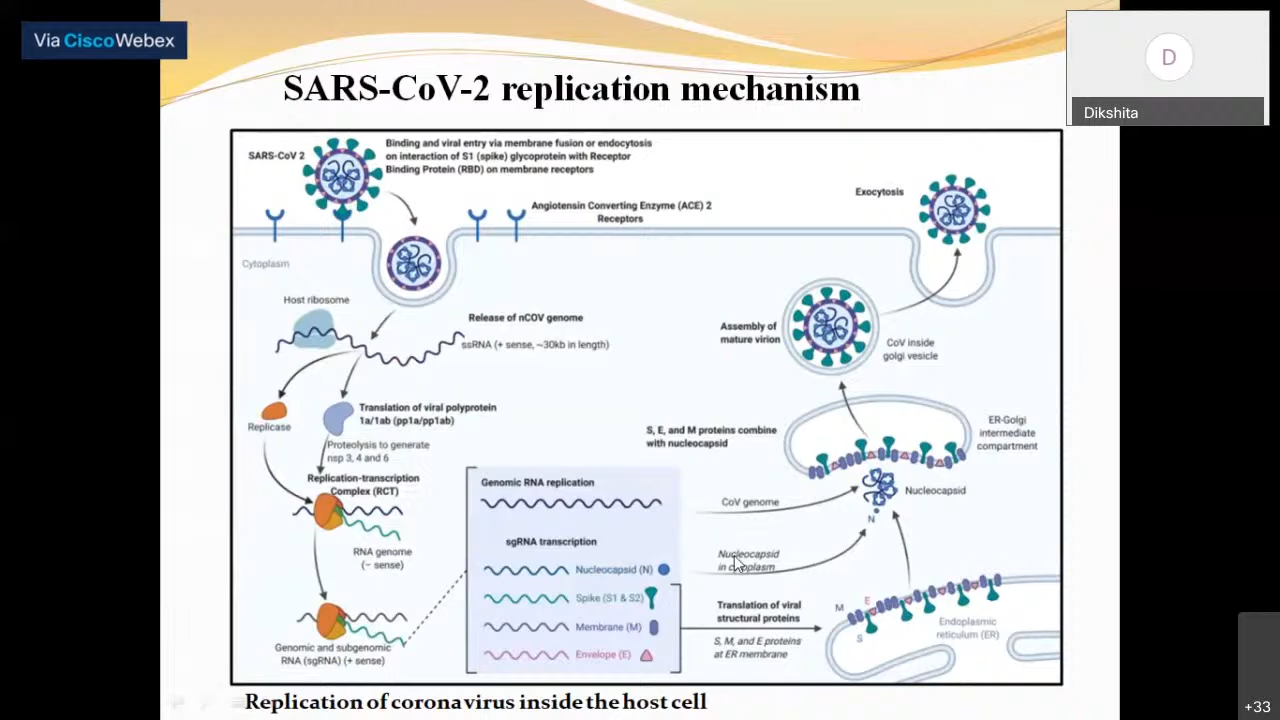 Via Cisco Webex
D
Dikshita
SARS-CoV-2 replication mechanism
SARS-CoV 2
Binding and viral entry via membrane fusion or endocytosis
on interaction of S1 (spike) glycoprotein with Receptor
Binding Protein (RBD) on membrane receptors
Angiotensin Converting Enzyme (ACE) 2
Receptors
Exocytosis
Cytoplasm
Host ribosome
Release of nCOV genome
ssRNA (+ sense, ~30kb in length)
Assembly of
mature virion
CoV inside
golgi vesicle
Replicase
Translation of viral polyprotein
1a/1ab (pp1a/pp1ab)
Proteolysis to generate
nsp 3, 4 and 6
Replication-transcription
Complex (RCT)
RNA genome
(− sense)
Genomic and subgenomic
RNA (sgRNA) (+ sense)
Genomic RNA replication
sgRNA transcription
Nucleocapsid (N)
Spike (S1 & S2)
Membrane (M)
Envelope (E)
S, E, and M proteins combine
with nucleocapsid
ER-Golgi
intermediate
compartment
CoV genome
Nucleocapsid
N
Nucleocapsid
in cytoplasm
Translation of viral
structural proteins
S, M, and E proteins
at ER membrane
M
E
S
Endoplasmic
reticulum (ER)
Replication of coronavirus inside the host cell
+33